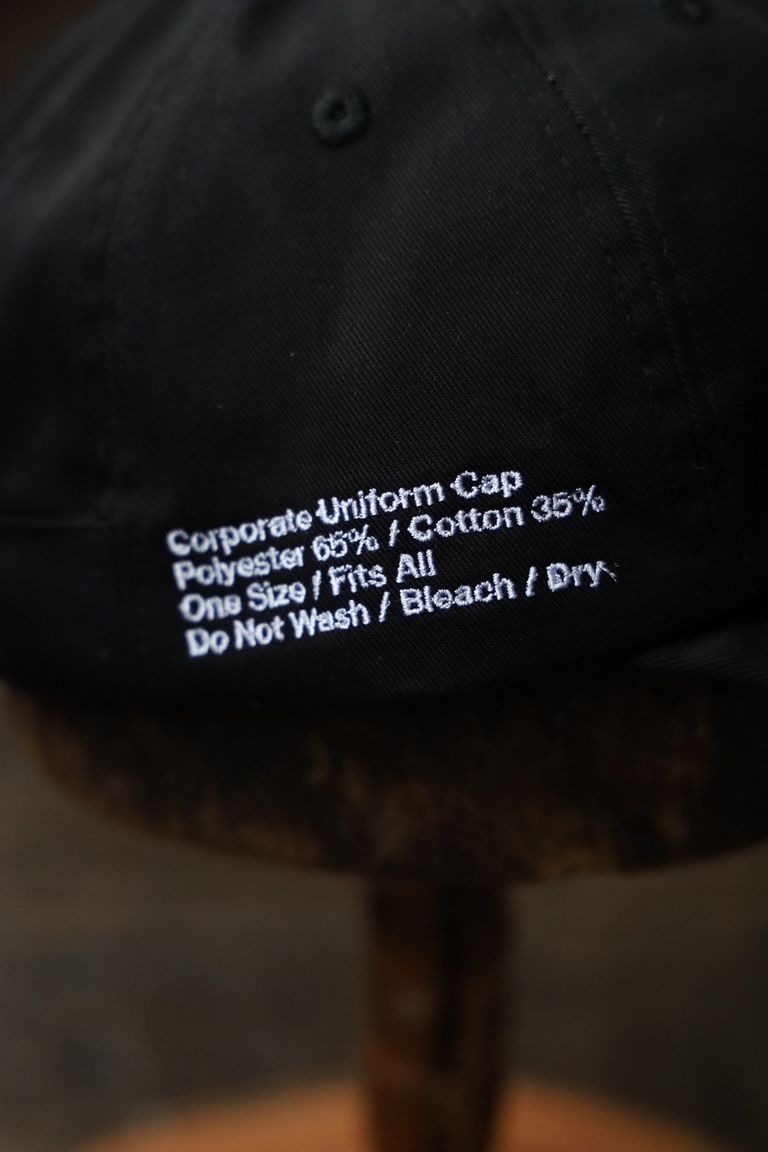 Corporate Uniform Cap
Polyester 65% / Cotton 35%
One Size / Fits All
Do Not Wash / Bleach / Dry